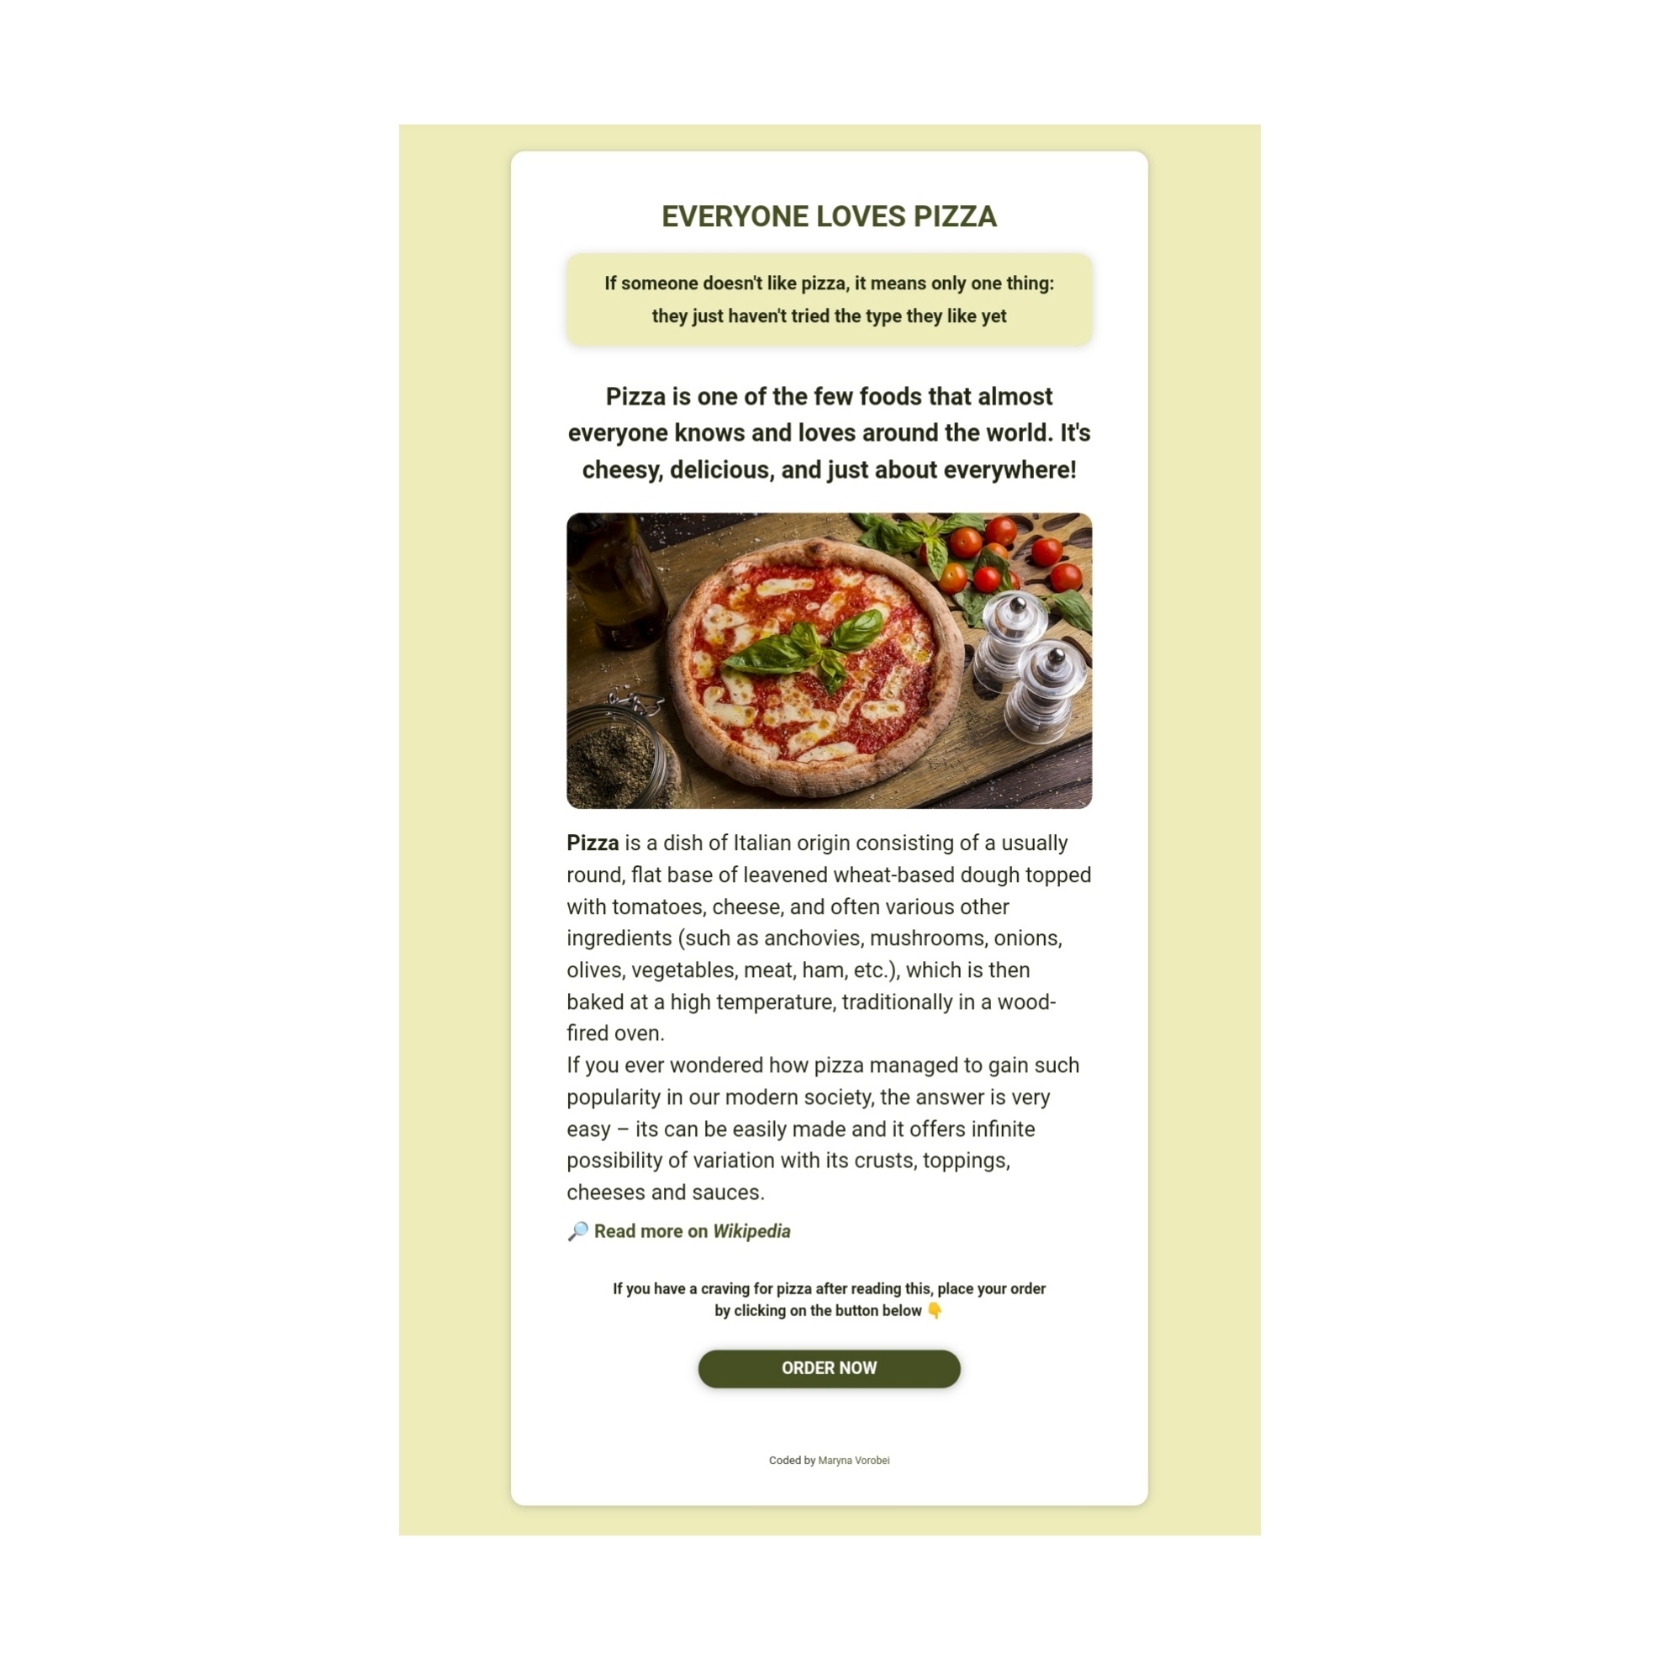 EVERYONE LOVES PIZZA
If someone doesn't like pizza, it means only one thing:
they just haven't tried the type they like yet
Pizza is one of the few foods that almost
everyone knows and loves around the world. It's
cheesy, delicious, and just about everywhere!
Pizza is a dish of Italian origin consisting of a usually
round, flat base of leavened wheat-based dough topped
with tomatoes, cheese, and often various other
ingredients (such as anchovies, mushrooms, onions,
olives, vegetables, meat, ham, etc.), which is then
baked at a high temperature, traditionally in a wood-
fired oven.
If you ever wondered how pizza managed to gain such
popularity in our modern society, the answer is very
easy – its can be easily made and it offers infinite
possibility of variation with its crusts, toppings,
cheeses and sauces.
🔎 Read more on Wikipedia
If you have a craving for pizza after reading this, place your order
by clicking on the button below 👇
ORDER NOW
Coded by Maryna Vorobei